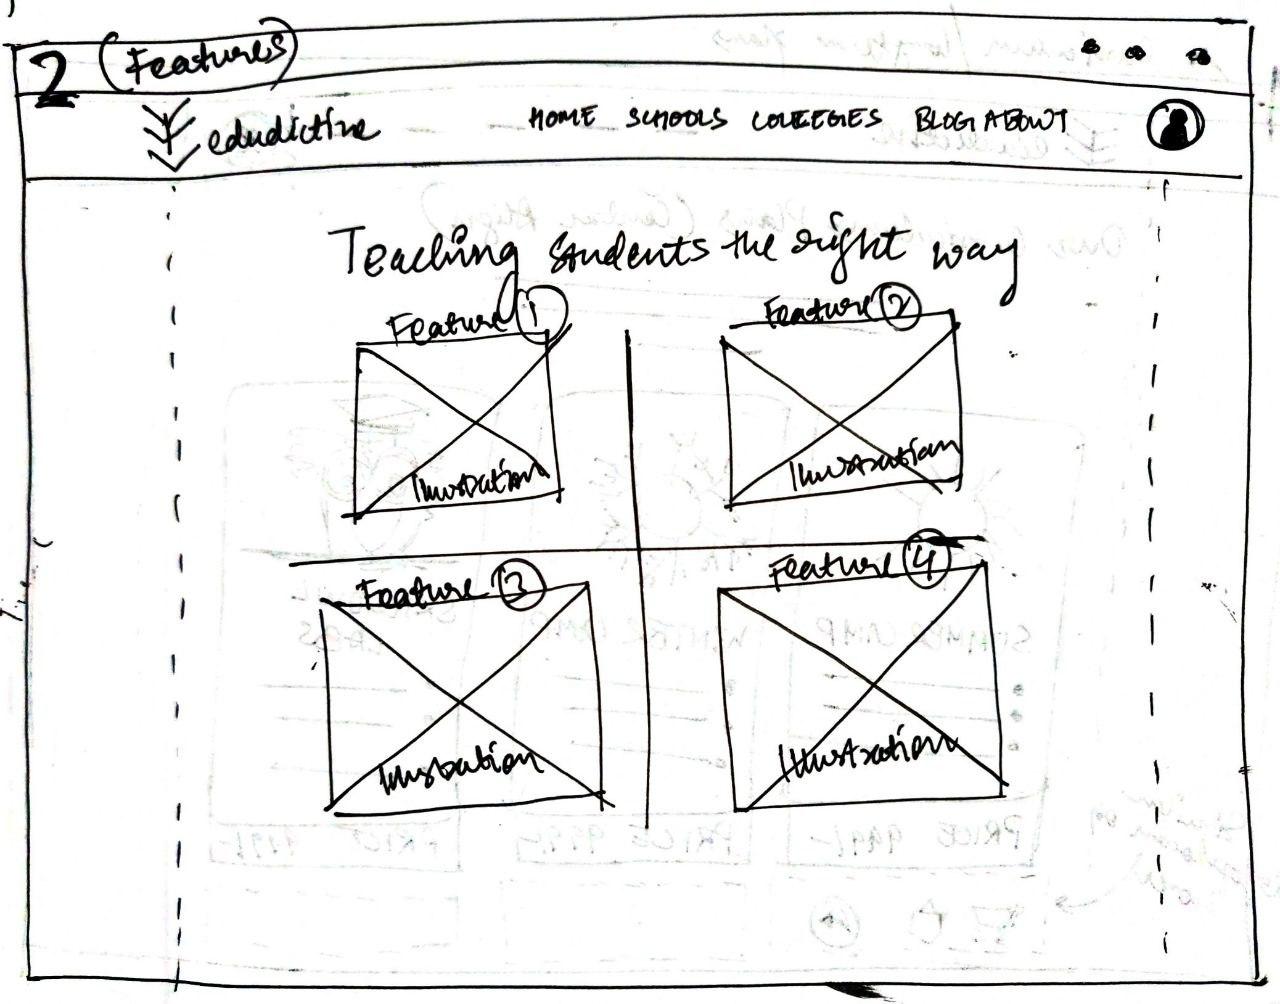 2 (Features)
edudictive
HOME SCHOOLS COLEEGIES BLOG ABOUT
Teaching students the right way
Feature 1
Feature 2
Illustration
Illustration
Feature 3
Feature 4
Illustration
Illustration